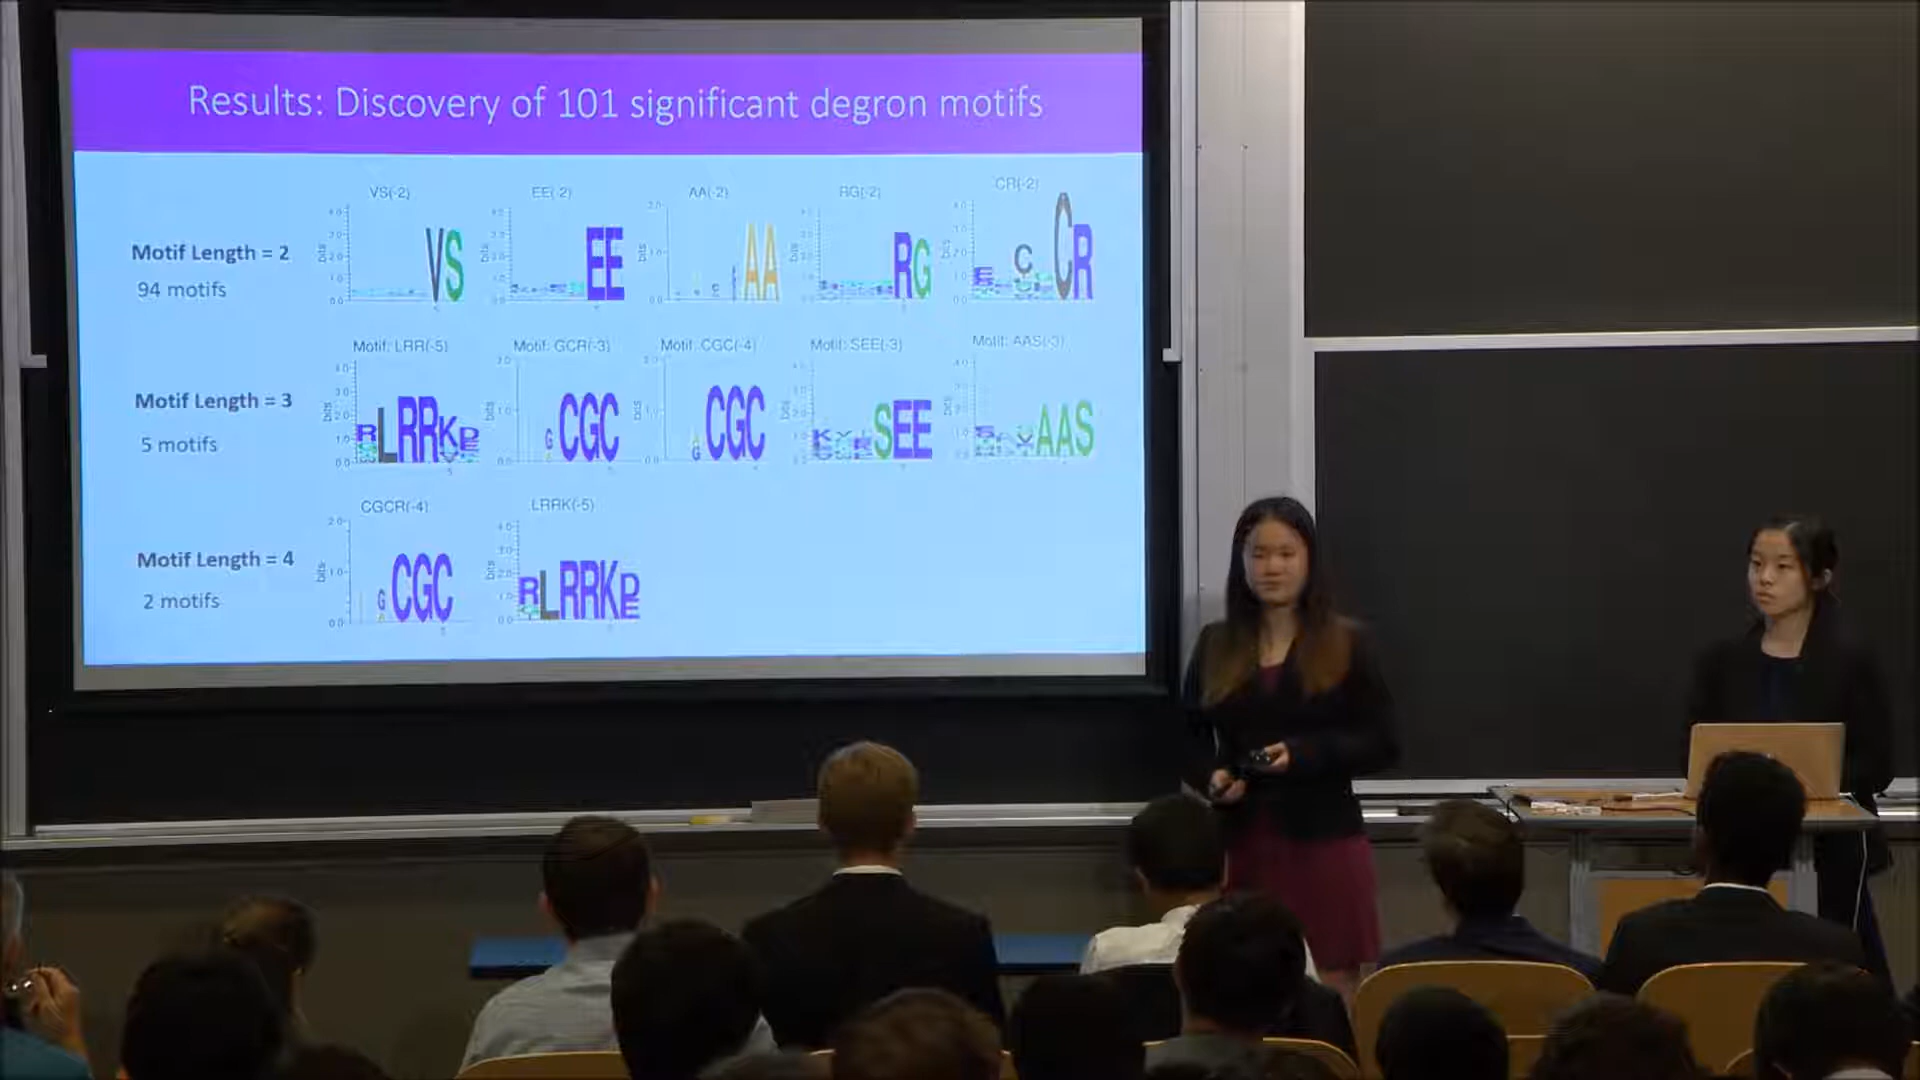 Results: Discovery of 101 significant degron motifs
VS(-2) EE(-2) AA(-2) RG(-2) CR(-2)
Motif Length = 2
94 motifs
VS EE AA RG CR
Motif: LRR(-5) Motif: GCR(-3) Motif: CGC(-4) Motif: SEE(-3) Motif: AAS(-3)
Motif Length = 3
5 motifs
LRRK CGC CGC SEE AAS
CGCR(-4) LRRK(-5)
Motif Length = 4
2 motifs
GCGC RLRRK